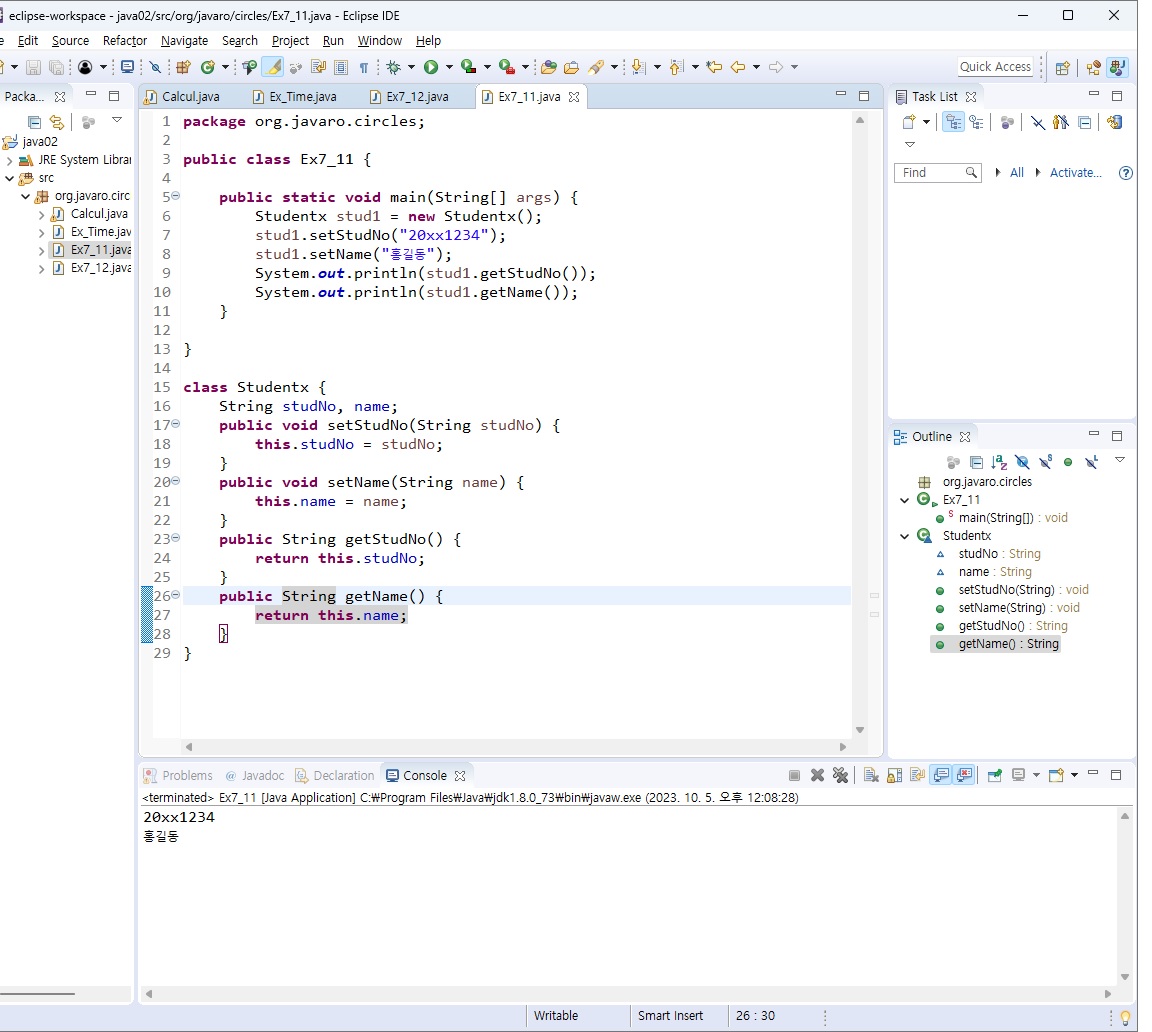 eclipse-workspace - java02/src/org/javaro/circles/Ex7_11.java - Eclipse IDE
e Edit Source Refactor Navigate Search Project Run Window Help
Quick Access
Packa...
java02
JRE System Librar
src
org.javaro.circ
Calcul.java
Ex_Time.jav
Ex7_11.java
Ex7_12.java
Calcul.java Ex_Time.java Ex7_12.java Ex7_11.java
1 package org.javaro.circles;
2
3 public class Ex7_11 {
4
5 public static void main(String[] args) {
6 Studentx stud1 = new Studentx();
7 stud1.setStudNo("20xx1234");
8 stud1.setName("홍길동");
9 System.out.println(stud1.getStudNo());
10 System.out.println(stud1.getName());
11 }
12
13 }
14
15 class Studentx {
16 String studNo, name;
17 public void setStudNo(String studNo) {
18 this.studNo = studNo;
19 }
20 public void setName(String name) {
21 this.name = name;
22 }
23 public String getStudNo() {
24 return this.studNo;
25 }
26 public String getName() {
27 return this.name;
28 }
29 }
Task List
Find All Activate...
Outline
org.javaro.circles
Ex7_11
main(String[]) : void
Studentx
studNo : String
name : String
setStudNo(String) : void
setName(String) : void
getStudNo() : String
getName() : String
Problems @ Javadoc Declaration Console
<terminated> Ex7_11 [Java Application] C:₩Program Files₩Java₩jdk1.8.0_73₩bin₩javaw.exe (2023. 10. 5. 오후 12:08:28)
20xx1234
홍길동
Writable Smart Insert 26 : 30